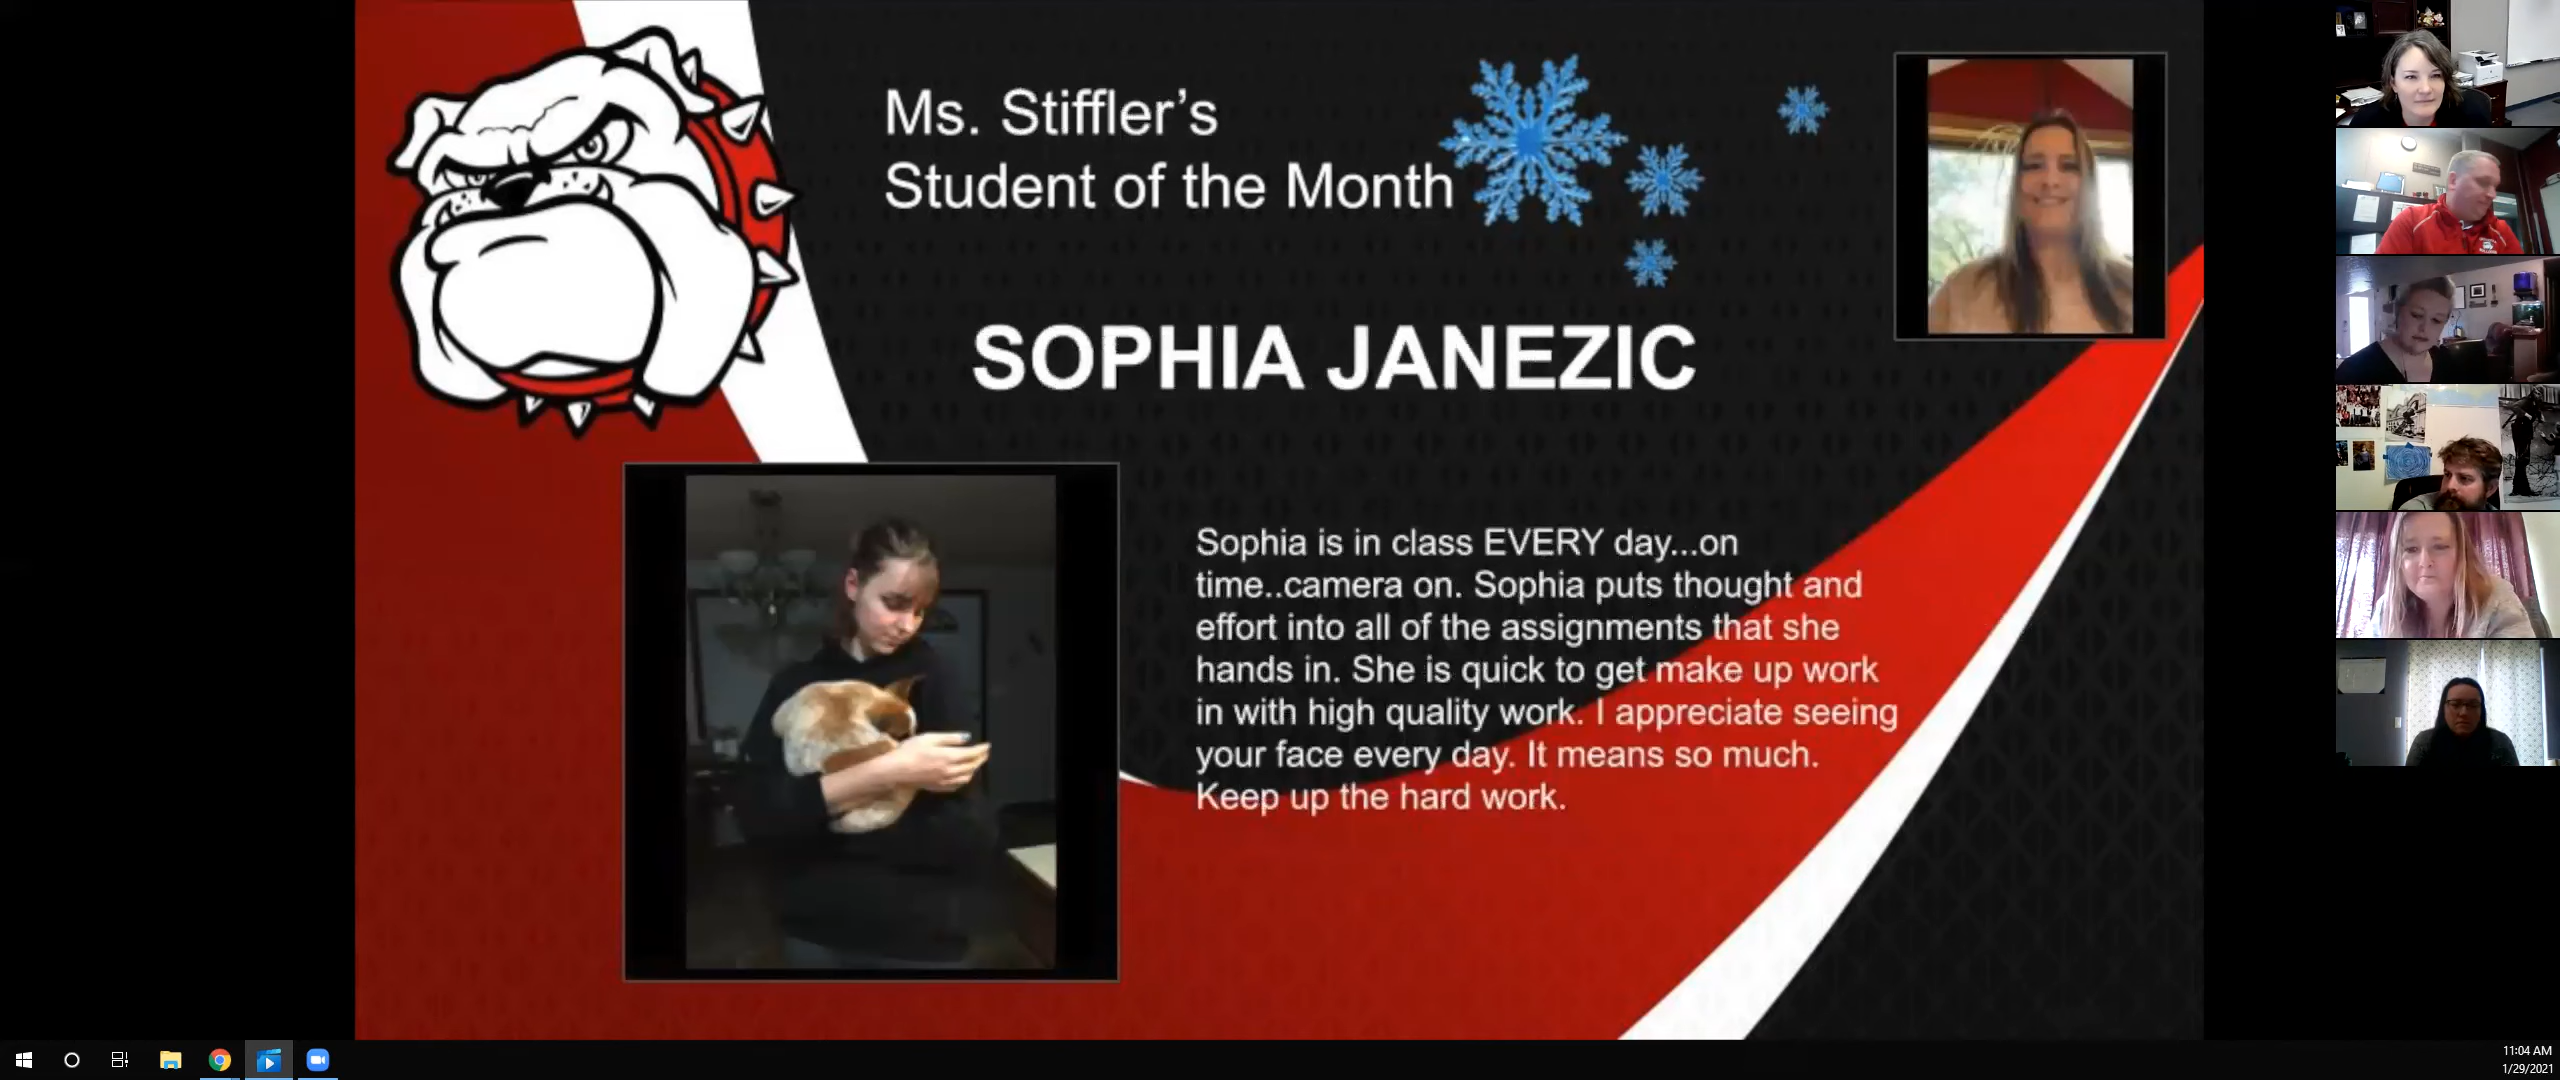 Ms. Stiffler’s
Student of the Month
SOPHIA JANEZIC
Sophia is in class EVERY day...on
time..camera on. Sophia puts thought and
effort into all of the assignments that she
hands in. She is quick to get make up work
in with high quality work. I appreciate seeing
your face every day. It means so much.
Keep up the hard work.
11:04 AM
1/29/2021